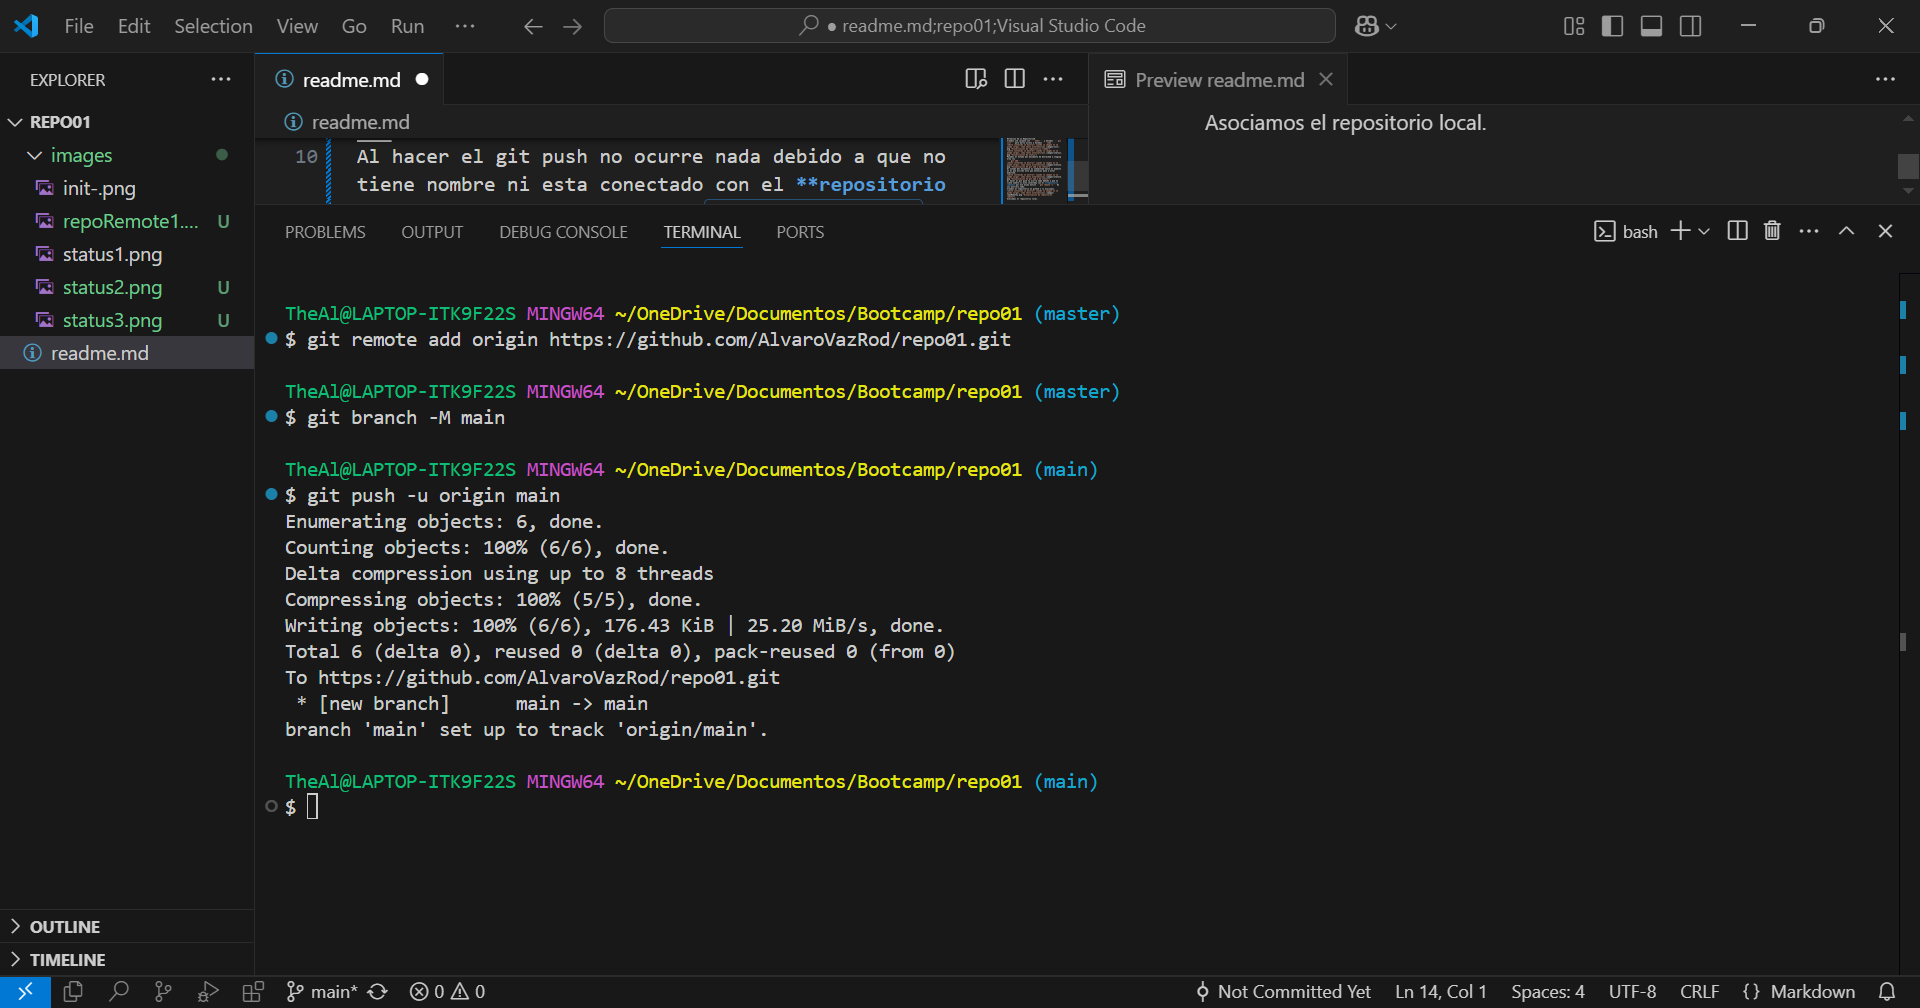 File Edit Selection View Go Run ··· readme.md;repo01;Visual Studio Code
EXPLORER
readme.md
Preview readme.md
REPO01
readme.md
Asociamos el repositorio local.
images
10 Al hacer el git push no ocurre nada debido a que no
tiene nombre ni esta conectado con el **repositorio
init-.png
repoRemote1.... U
status1.png
status2.png U
status3.png U
readme.md
PROBLEMS OUTPUT DEBUG CONSOLE TERMINAL PORTS bash
TheAl@LAPTOP-ITK9F22S MINGW64 ~/OneDrive/Documentos/Bootcamp/repo01 (master)
$ git remote add origin https://github.com/AlvaroVazRod/repo01.git
TheAl@LAPTOP-ITK9F22S MINGW64 ~/OneDrive/Documentos/Bootcamp/repo01 (master)
$ git branch -M main
TheAl@LAPTOP-ITK9F22S MINGW64 ~/OneDrive/Documentos/Bootcamp/repo01 (main)
$ git push -u origin main
Enumerating objects: 6, done.
Counting objects: 100% (6/6), done.
Delta compression using up to 8 threads
Compressing objects: 100% (5/5), done.
Writing objects: 100% (6/6), 176.43 KiB | 25.20 MiB/s, done.
Total 6 (delta 0), reused 0 (delta 0), pack-reused 0 (from 0)
To https://github.com/AlvaroVazRod/repo01.git
* [new branch]      main -> main
branch 'main' set up to track 'origin/main'.
TheAl@LAPTOP-ITK9F22S MINGW64 ~/OneDrive/Documentos/Bootcamp/repo01 (main)
$
OUTLINE
TIMELINE
main* 0 0 Not Committed Yet Ln 14, Col 1 Spaces: 4 UTF-8 CRLF {} Markdown